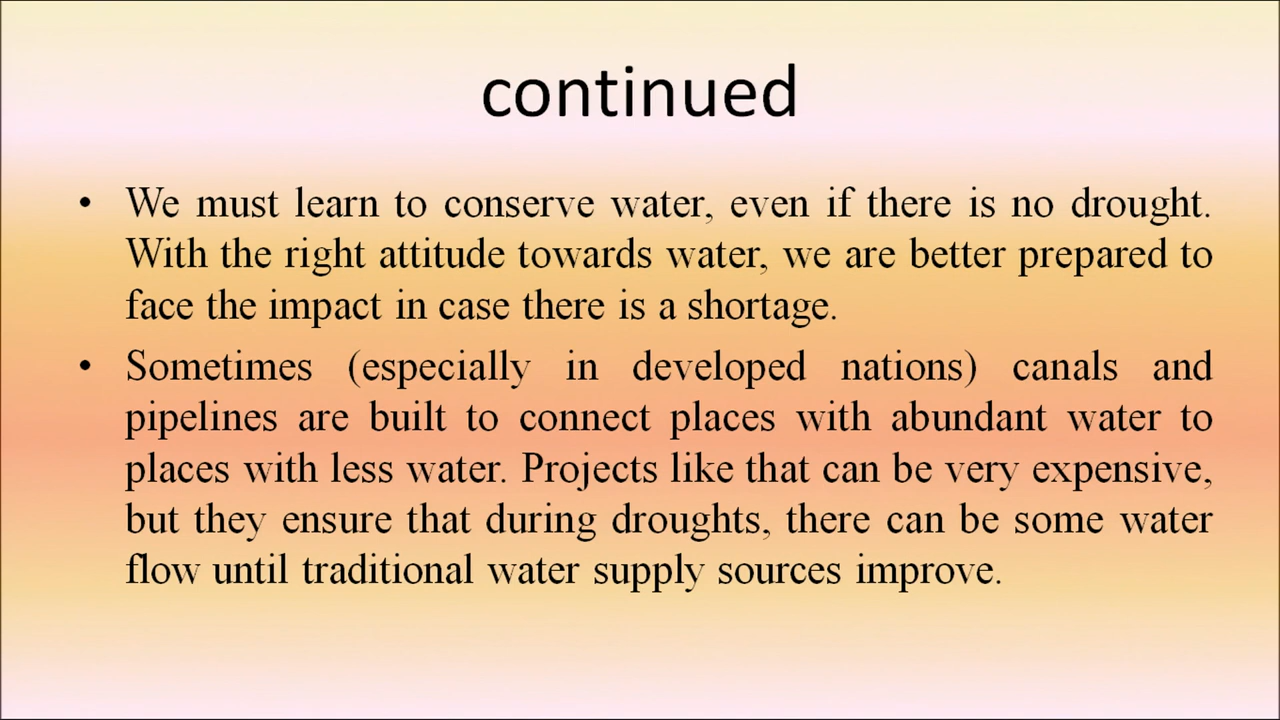 continued
• We must learn to conserve water, even if there is no drought.
With the right attitude towards water, we are better prepared to
face the impact in case there is a shortage.
• Sometimes (especially in developed nations) canals and
pipelines are built to connect places with abundant water to
places with less water. Projects like that can be very expensive,
but they ensure that during droughts, there can be some water
flow until traditional water supply sources improve.